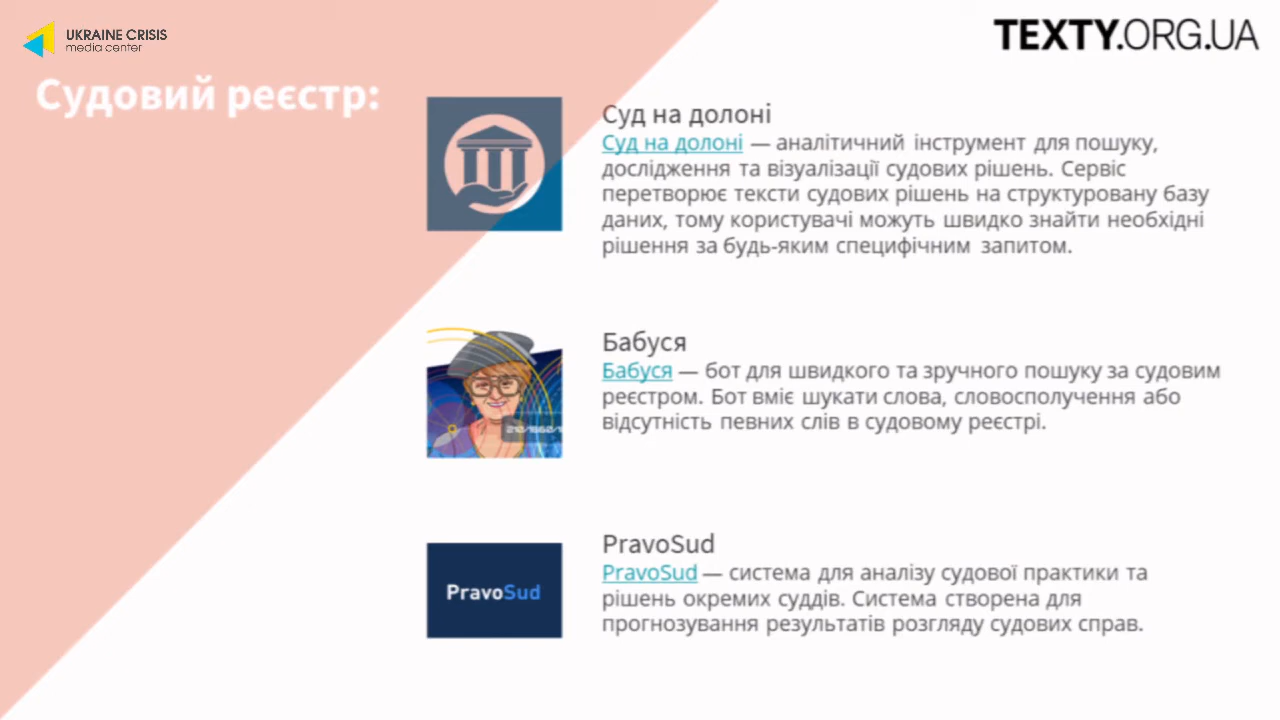 UKRAINE CRISIS
media center
TEXTY.ORG.UA
Судовий реєстр:
Суд на долоні
Суд на долоні — аналітичний інструмент для пошуку,
дослідження та візуалізації судових рішень. Сервіс
перетворює тексти судових рішень на структуровану базу
даних, тому користувачі можуть швидко знайти необхідні
рішення за будь-яким специфічним запитом.
Бабуся
Бабуся — бот для швидкого та зручного пошуку за судовим
реєстром. Бот вміє шукати слова, словосполучення або
відсутність певних слів в судовому реєстрі.
PravoSud
PravoSud
PravoSud — система для аналізу судової практики та
рішень окремих суддів. Система створена для
прогнозування результатів розгляду судових справ.